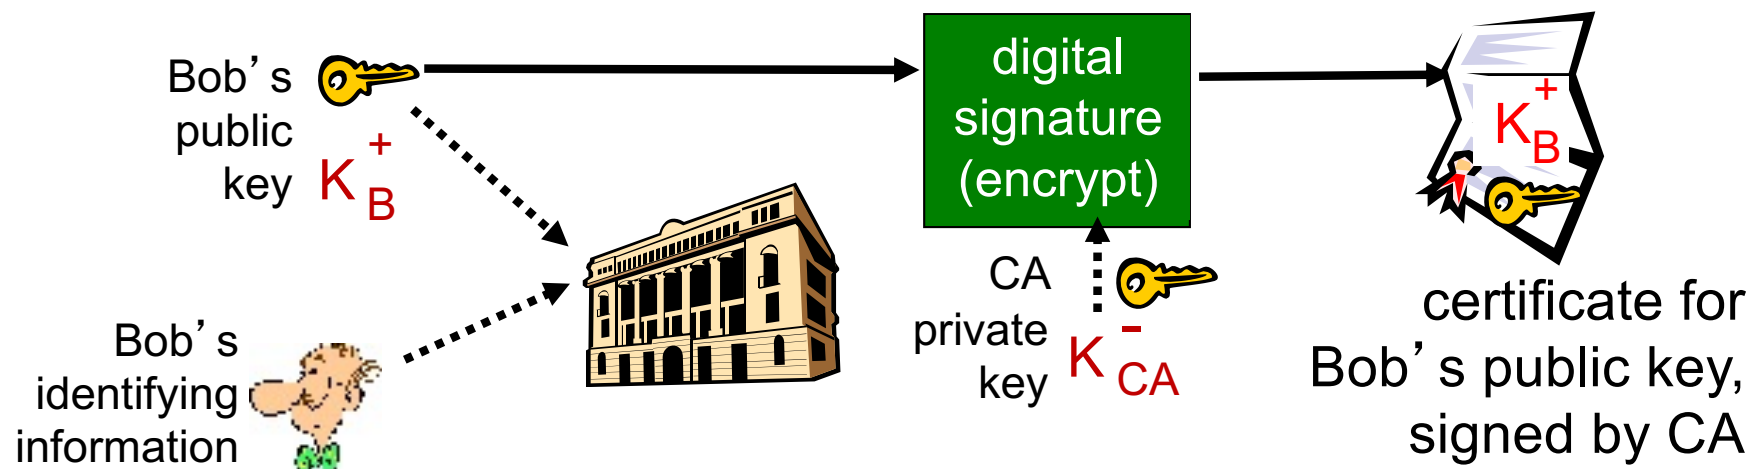 Bob’s
public
key
K+B
digital
signature
(encrypt)
K+B
Bob’s
identifying
information
CA
private
key
K-CA
certificate for
Bob’s public key,
signed by CA